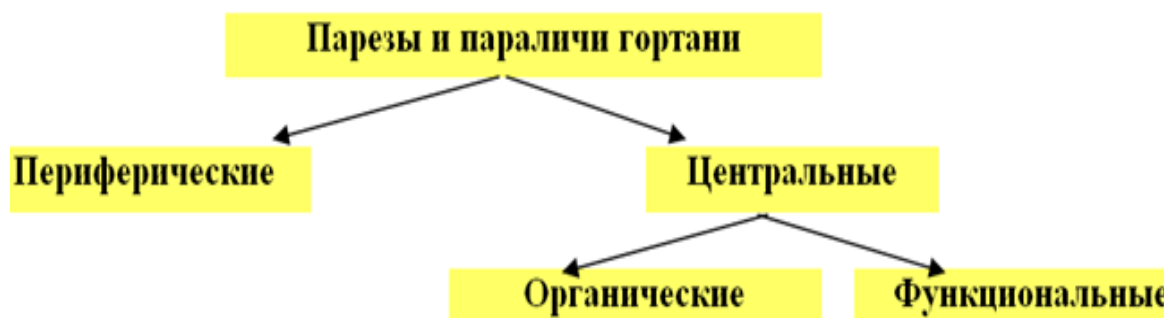 Парезы и параличи гортани
Периферические
Центральные
Органические
Функциональные